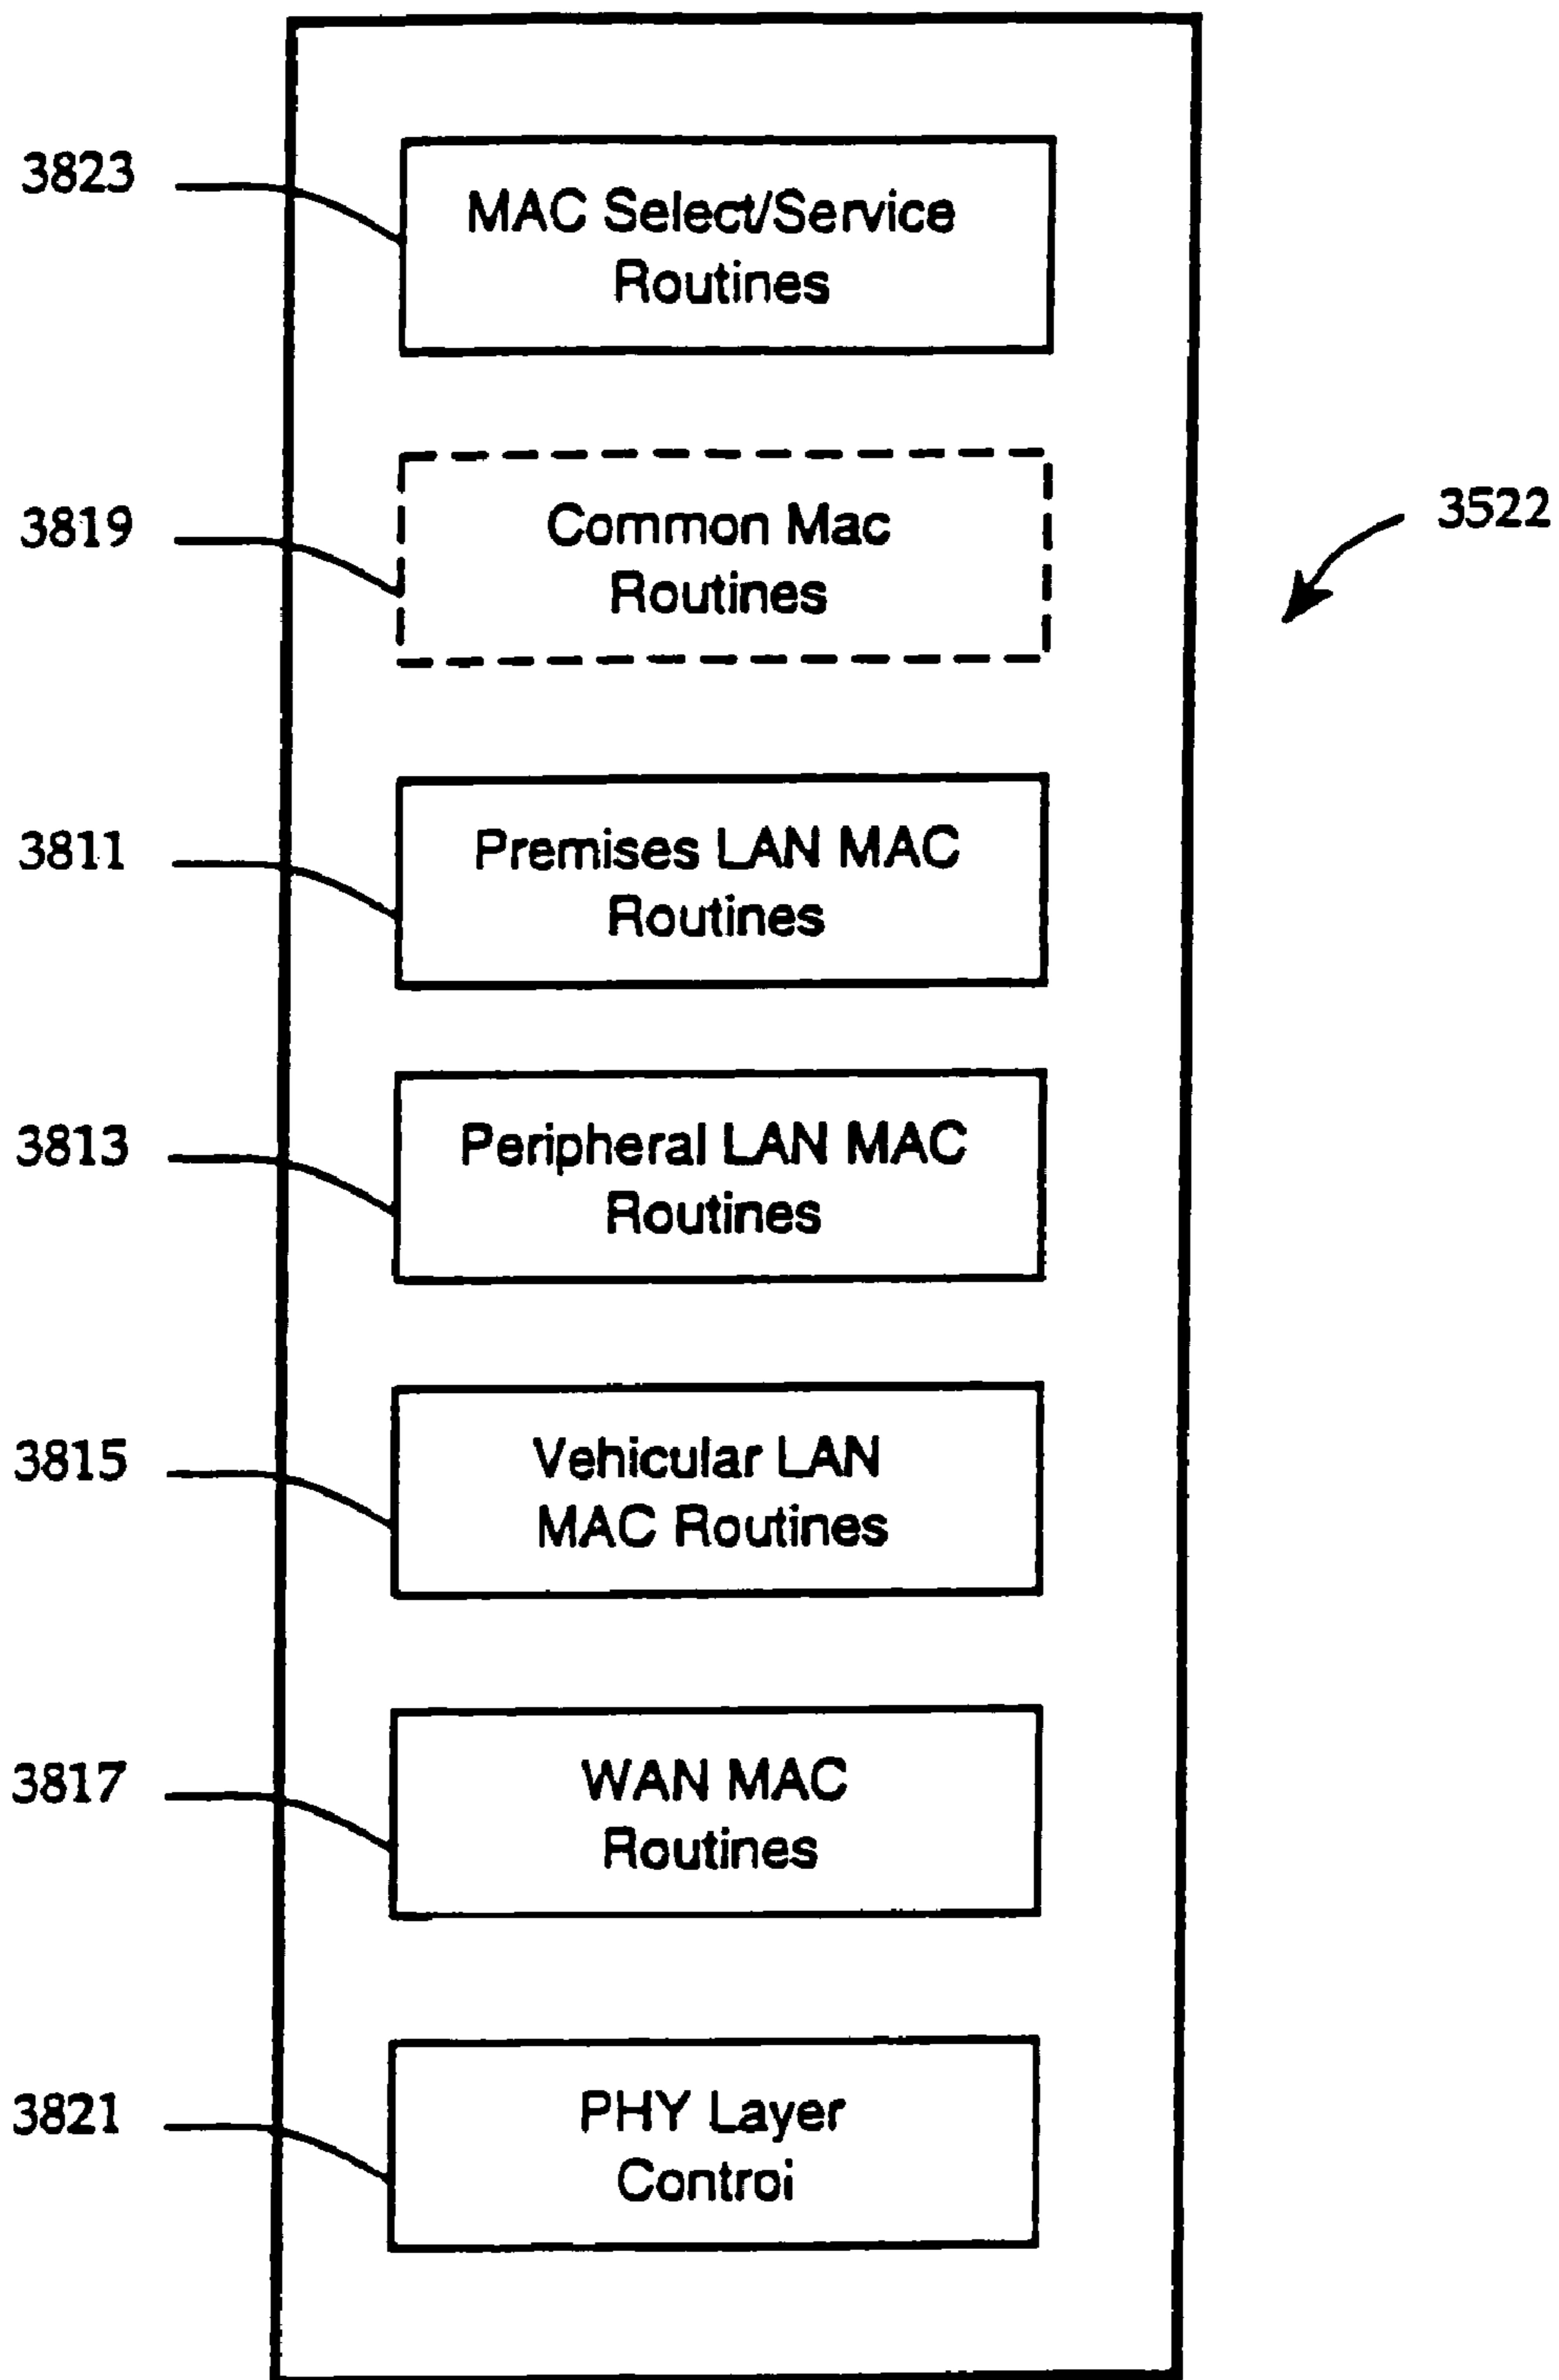 3823
MAC Select/Service
Routines
3819
Common Mac
Routines
3522
3811
Premises LAN MAC
Routines
3813
Peripheral LAN MAC
Routines
3815
Vehicular LAN
MAC Routines
3817
WAN MAC
Routines
3821
PHY Layer
Control